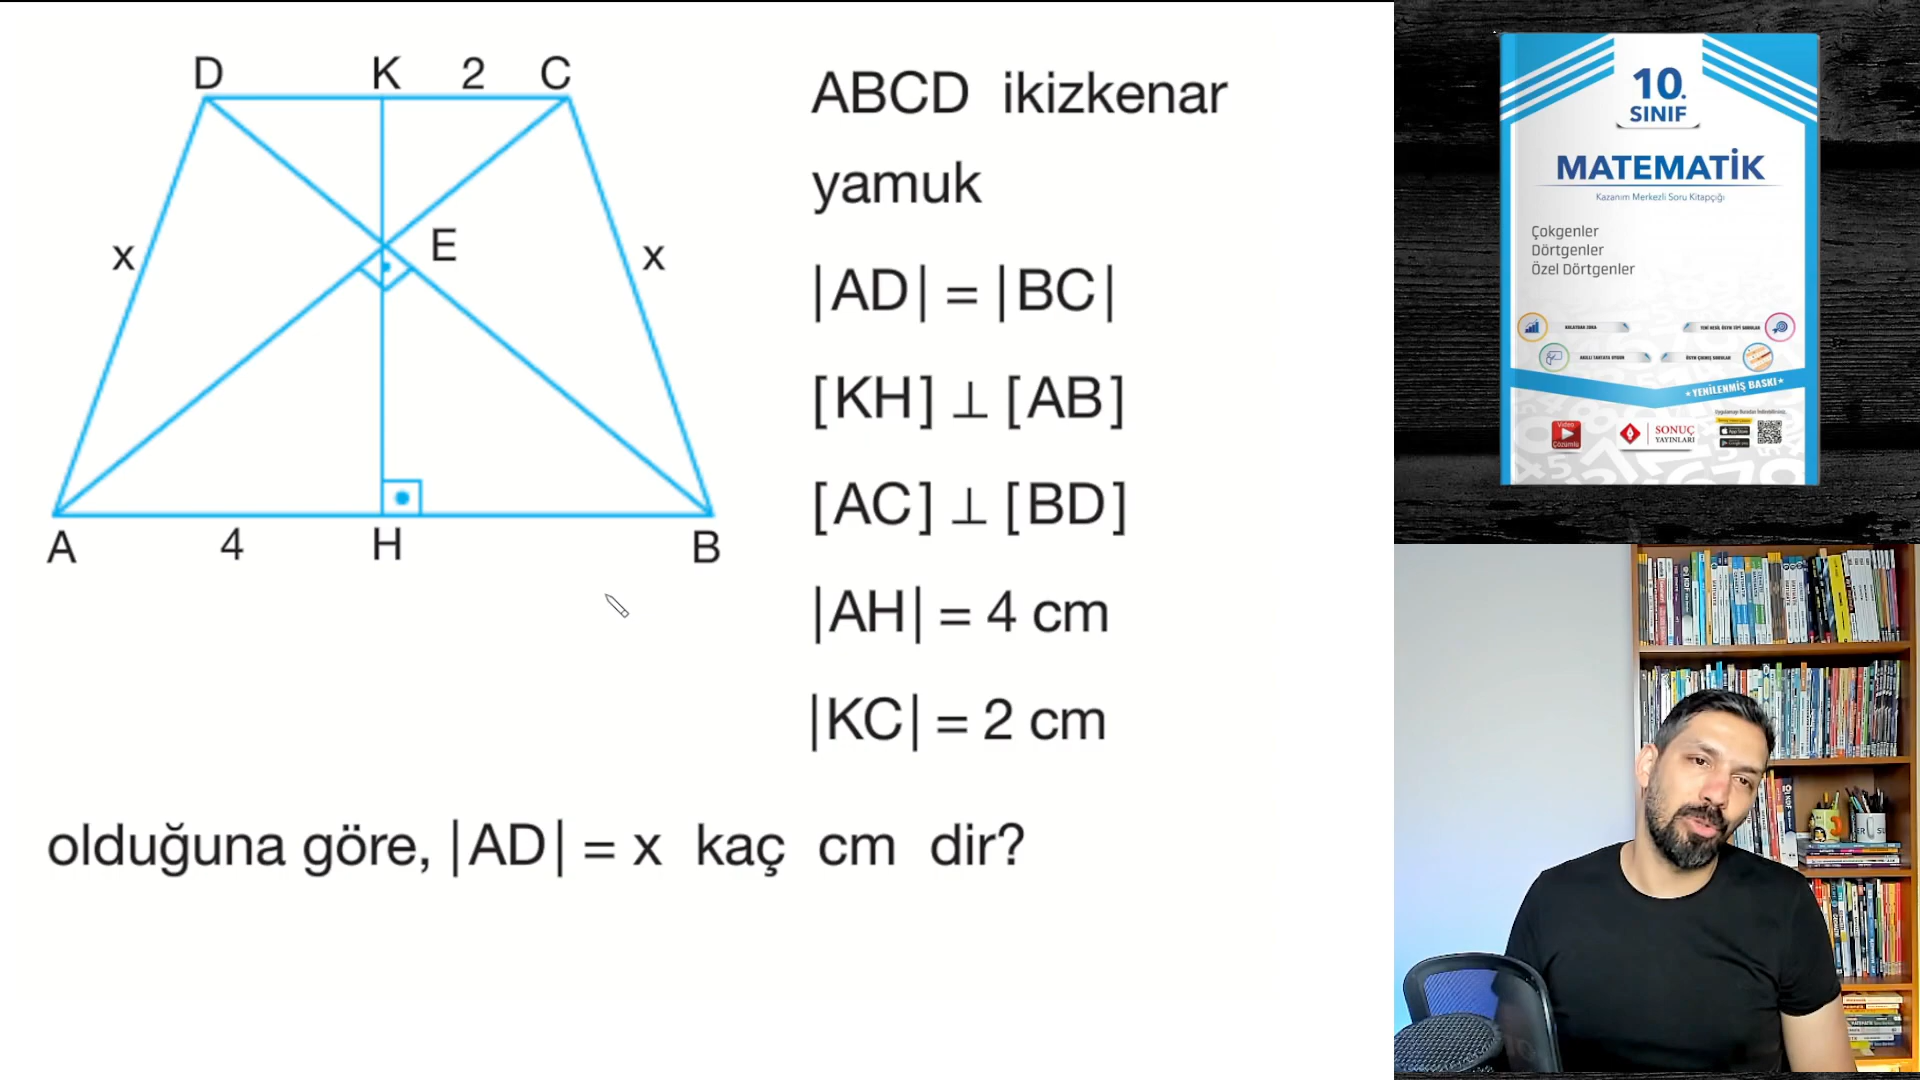 D K 2 C
ABCD ikizkenar
yamuk
x E x
|AD| = |BC|
[KH] ⊥ [AB]
[AC] ⊥ [BD]
A 4 H B
|AH| = 4 cm
|KC| = 2 cm
olduğuna göre, |AD| = x kaç cm dir?
10.
SINIF
MATEMATİK
Kazanım Merkezli Soru Kitapçığı
Çokgenler
Dörtgenler
Özel Dörtgenler
YENİLENMİŞ BASKI
Video
Çözümlü
SONUÇ
YAYINLARI